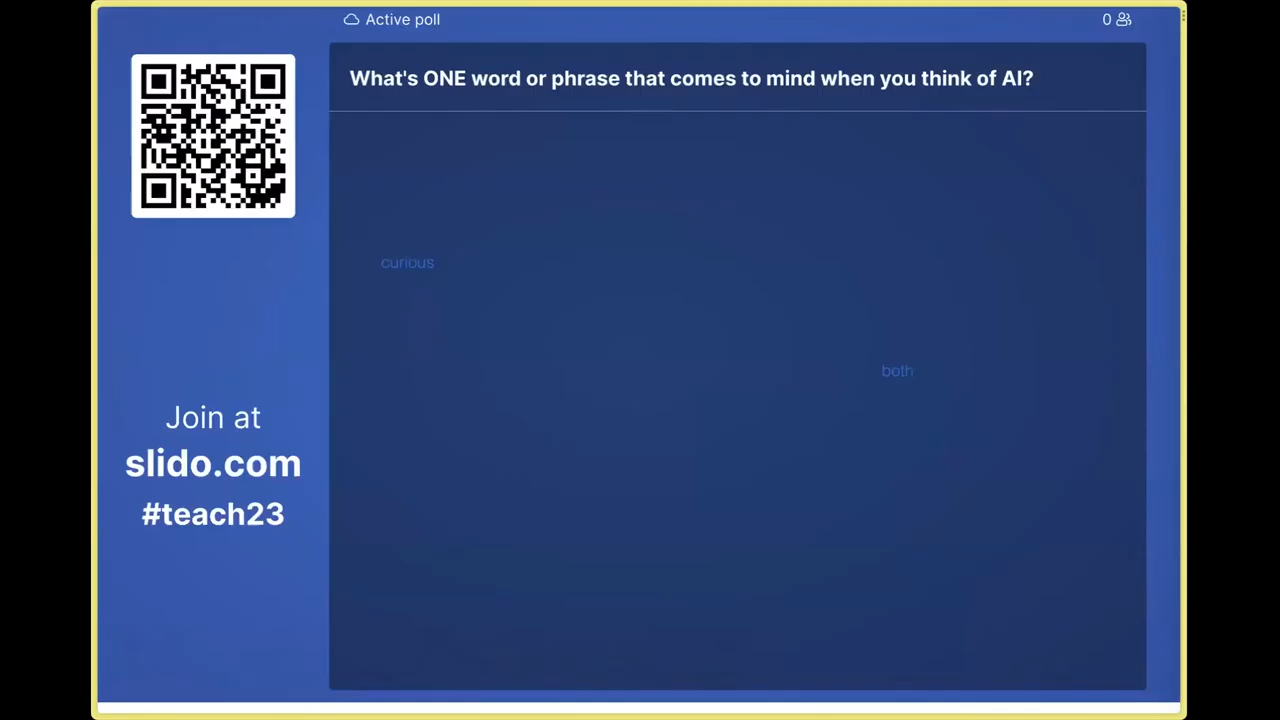 Active poll
0
What's ONE word or phrase that comes to mind when you think of AI?
curious
both
Join at
slido.com
#teach23